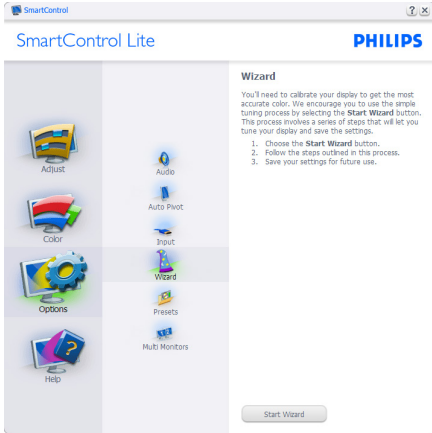 SmartControl
SmartControl Lite
PHILIPS
Adjust
Color
Options
Help
Audio
Auto Pivot
Input
Wizard
Presets
Multi Monitors
Wizard
You'll need to calibrate your display to get the most
accurate color. We encourage you to use the simple
tuning process by selecting the Start Wizard button.
This process involves a series of steps that will let you
tune your display and save the settings.
1. Choose the Start Wizard button.
2. Follow the steps outlined in this process.
3. Save your settings for future use.
Start Wizard